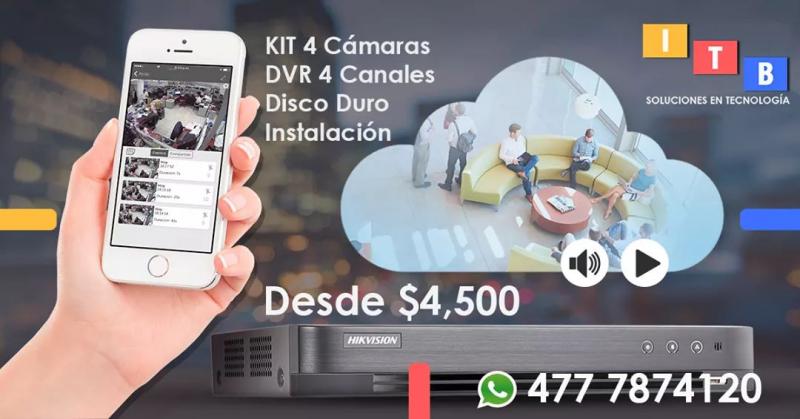 KIT 4 Cámaras
DVR 4 Canales
Disco Duro
Instalación
I T B
SOLUCIONES EN TECNOLOGÍA
Desde $4,500
HIKVISION
477 7874120